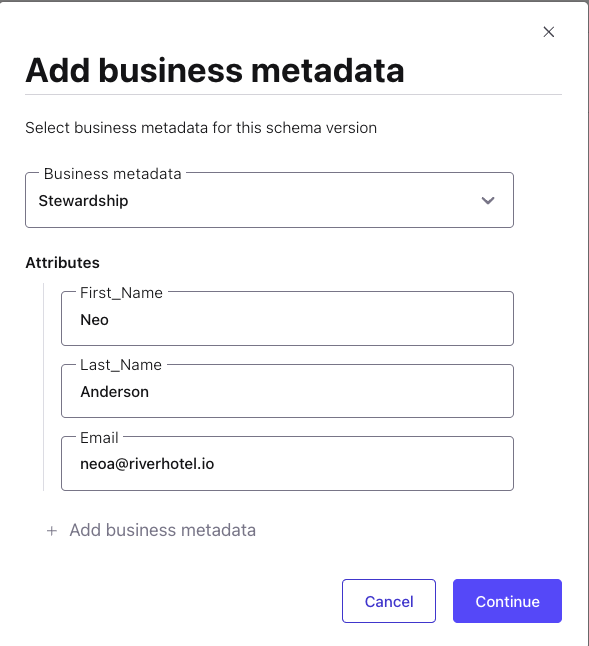 Add business metadata
Select business metadata for this schema version
Business metadata
Stewardship
Attributes
First_Name
Neo
Last_Name
Anderson
Email
neoa@riverhotel.io
+ Add business metadata
Cancel Continue